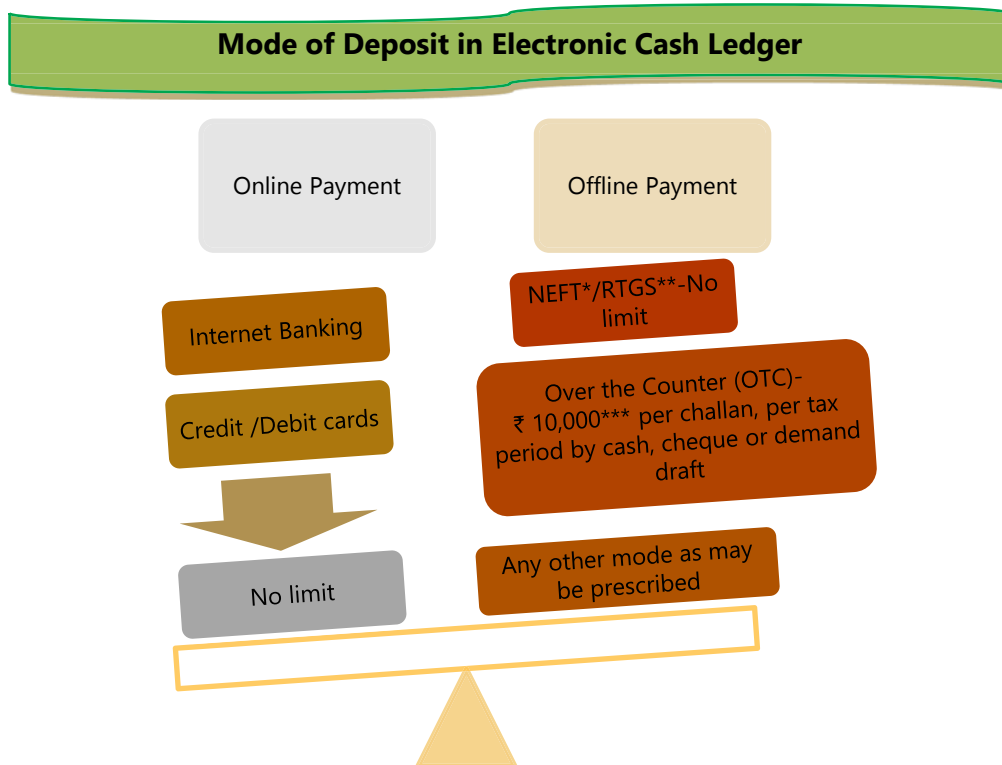 Mode of Deposit in Electronic Cash Ledger
Online Payment
Internet Banking
Credit /Debit cards
No limit
Offline Payment
NEFT*/RTGS**-No
limit
Over the Counter (OTC)-
₹ 10,000*** per challan, per tax
period by cash, cheque or demand
draft
Any other mode as may
be prescribed